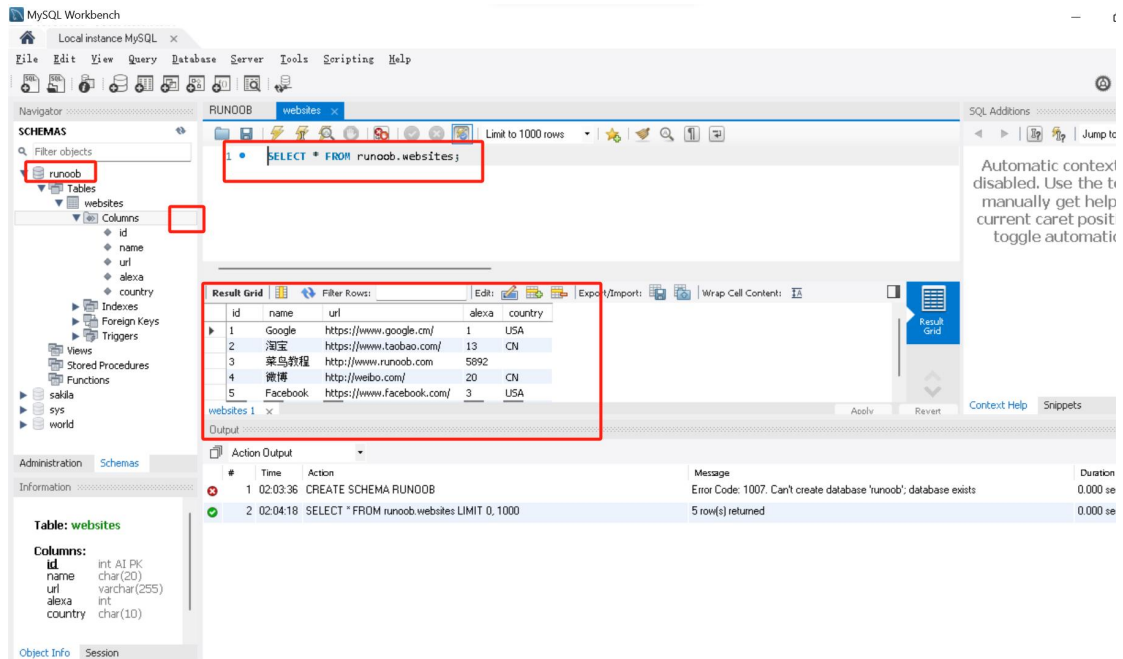 MySQL Workbench
Local instance MySQL
File Edit View Query Database Server Tools Scripting Help
Navigator
SCHEMAS
Filter objects
runoob
Tables
websites
Columns
id
name
url
alexa
country
Indexes
Foreign Keys
Triggers
Views
Stored Procedures
Functions
sakila
sys
world
Administration Schemas
Information
Table: websites
Columns:
id int AI PK
name char(20)
url varchar(255)
alexa int
country char(10)
Object Info Session
RUNOOB websites
Limit to 1000 rows
1 SELECT * FROM runoob.websites;
Result Grid Filter Rows: Edit: Export/Import: Wrap Cell Content: IA
id name url alexa country
1 Google https://www.google.cm/ 1 USA
2 淘宝 https://www.taobao.com/ 13 CN
3 菜鸟教程 http://www.runoob.com 5892
4 微博 http://weibo.com/ 20 CN
5 Facebook https://www.facebook.com/ 3 USA
Result
Grid
websites 1 Apply Revert
Output
Action Output
# Time Action Message Duration
1 02:03:36 CREATE SCHEMA RUNOOB Error Code: 1007. Can't create database 'runoob'; database exists 0.000 se
2 02:04:18 SELECT * FROM runoob.websites LIMIT 0, 1000 5 row(s) returned 0.000 se
SQL Additions
Jump to
Automatic context
disabled. Use the
manually get help
current caret posit
toggle automatic
Context Help Snippets